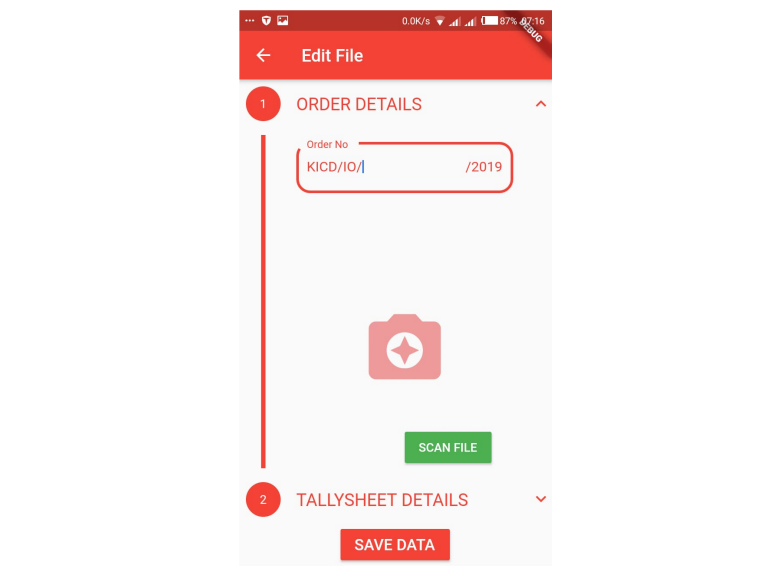 ... 0.0K/s 87% 07:16
DEBUG
Edit File
1 ORDER DETAILS
Order No
KICD/IO/ /2019
SCAN FILE
2 TALLYSHEET DETAILS
SAVE DATA